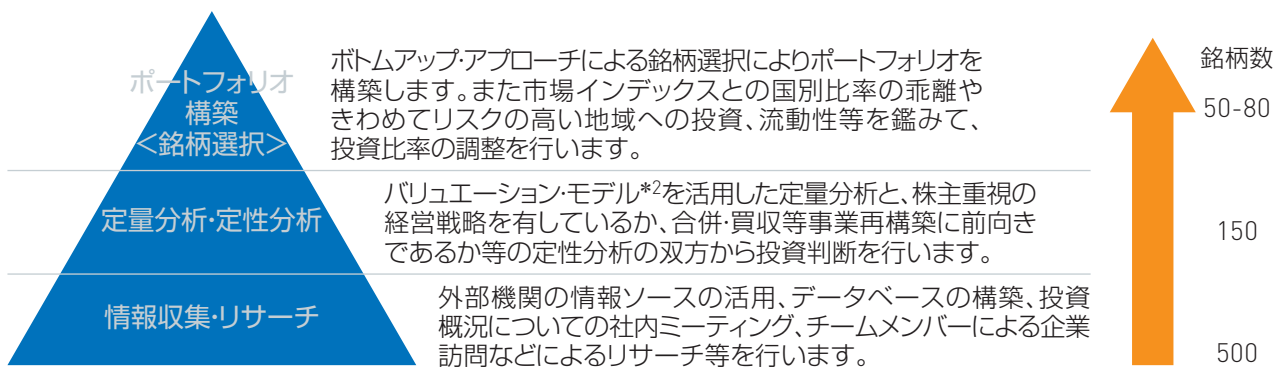 ポートフォリオ
構築
＜銘柄選択＞
ボトムアップ・アプローチによる銘柄選択によりポートフォリオを
構築します。また市場インデックスとの国別比率の乖離や
きわめてリスクの高い地域への投資、流動性等を鑑みて、
投資比率の調整を行います。
銘柄数
50-80
定量分析・定性分析
バリュエーション・モデル*2を活用した定量分析と、株主重視の
経営戦略を有しているか、合併・買収等事業再構築に前向き
であるか等の定性分析の双方から投資判断を行います。
150
情報収集・リサーチ
外部機関の情報ソースの活用、データベースの構築、投資
概況についての社内ミーティング、チームメンバーによる企業
訪問などによるリサーチ等を行います。
500